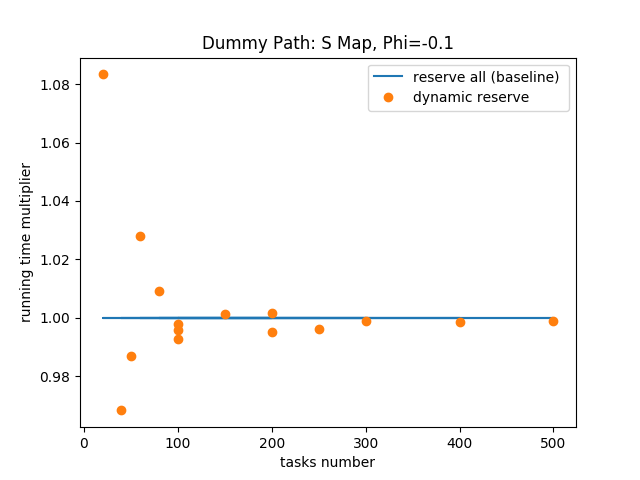 Dummy Path: S Map, Phi=-0.1
reserve all (baseline)
dynamic reserve
running time multiplier
1.08
1.06
1.04
1.02
1.00
0.98
0 100 200 300 400 500
tasks number